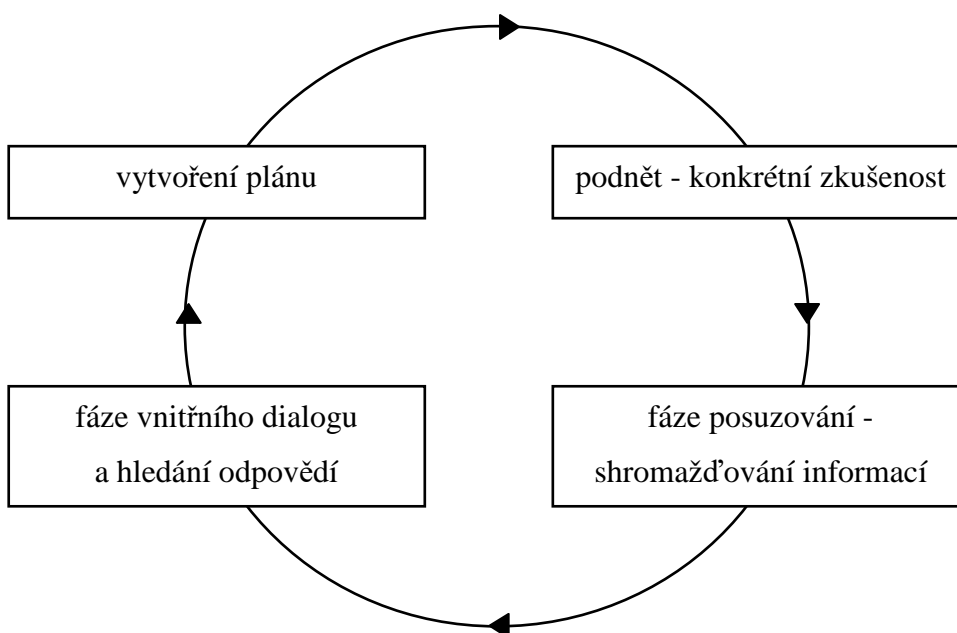 vytvoření plánu
podnět - konkrétní zkušenost
fáze vnitřního dialogu
a hledání odpovědí
fáze posuzování -
shromažďování informací